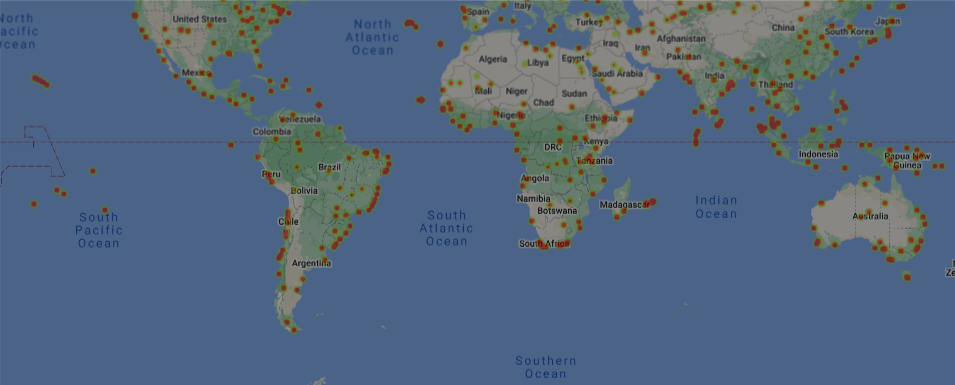 United States
North
Atlantic
Ocean
North
acific
Ocean
Spain
Italy
Turkey
China
Japan
South Korea
Iraq
Iran
Afghanistan
Pakistan
Algeria
Libya
Egypt
Saudi Arabia
India
Thailand
Mexico
Mali
Niger
Chad
Sudan
Nigeria
Ethiopia
Venezuela
Colombia
DRC
Kenya
Tanzania
Indonesia
Papua New
Guinea
Peru
Brazil
Bolivia
Angola
Namibia
Botswana
Madagascar
Indian
Ocean
Australia
South
Pacific
Ocean
Chile
South
Atlantic
Ocean
South Africa
Argentina
Ze
Southern
Ocean